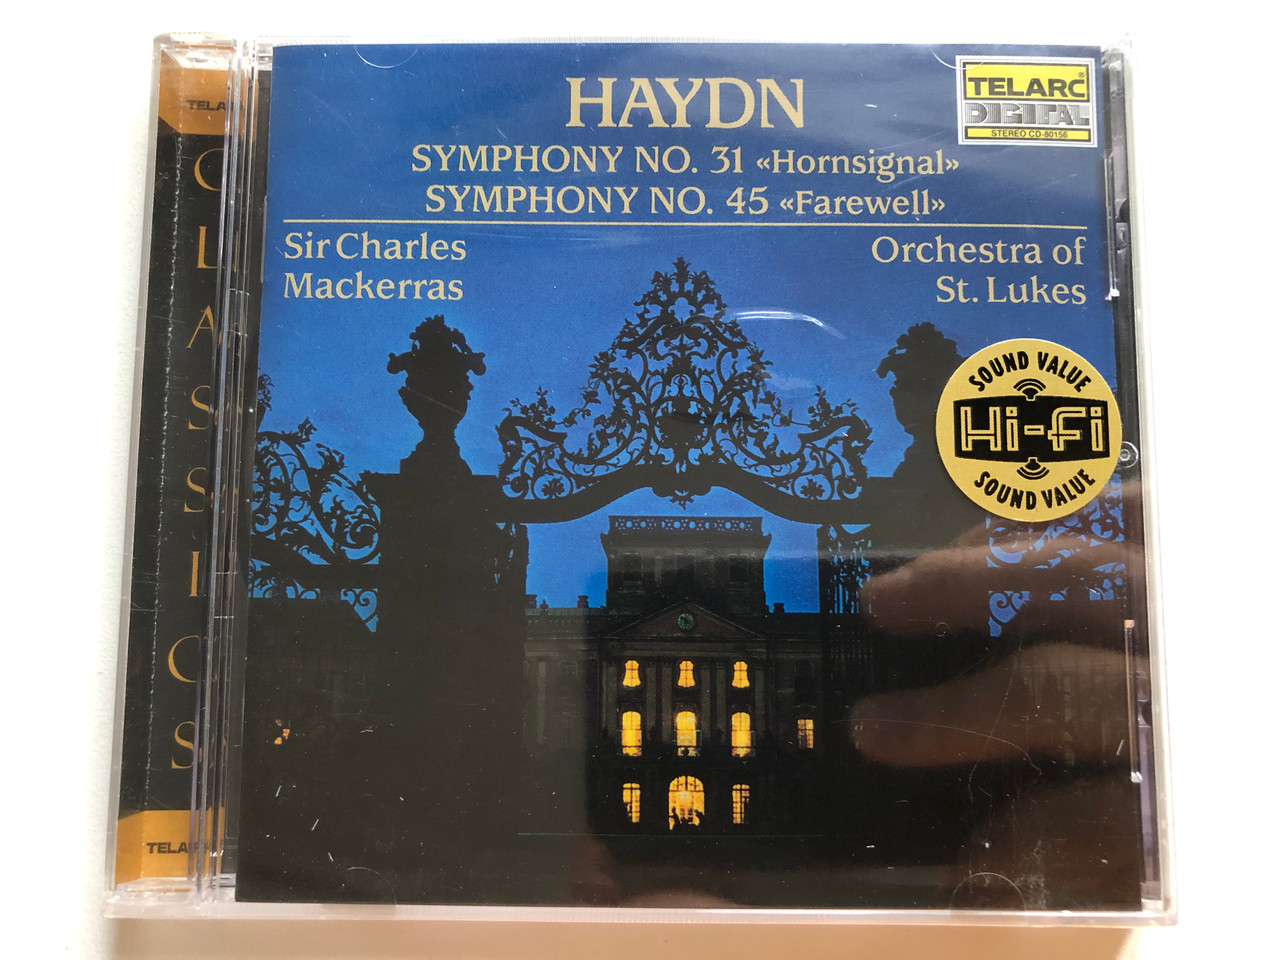 HAYDN
SYMPHONY NO. 31 «Hornsignal»
SYMPHONY NO. 45 «Farewell»
Sir Charles
Mackerras
Orchestra of
St. Lukes
TELARC®
DIGITAL
STEREO CD-80156
SOUND VALUE
Hi-Fi
SOUND VALUE
C
L
A
S
S
I
C
S